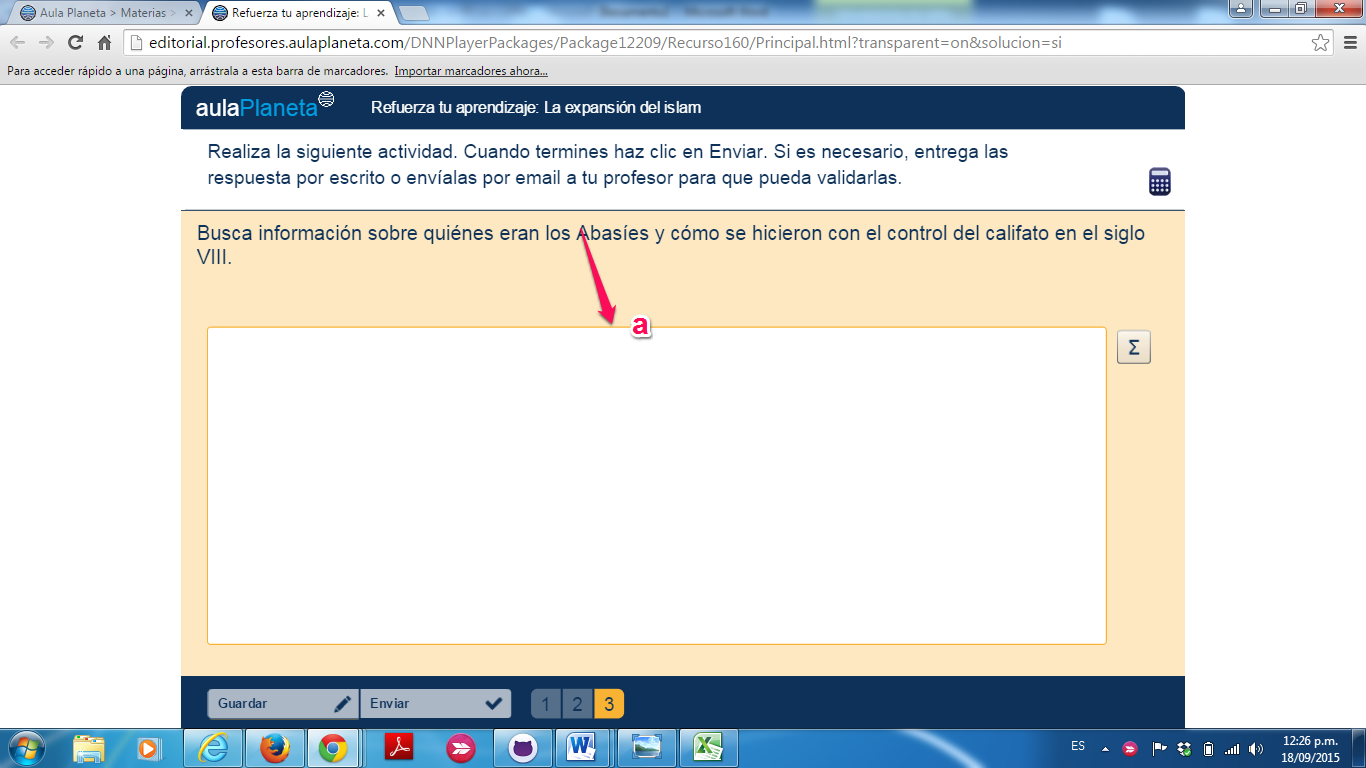 Aula Planeta > Materias >
Refuerza tu aprendizaje: L
editorial.profesores.aulaplaneta.com/DNNPlayerPackages/Package12209/Recurso160/Principal.html?transparent=on&solucion=si
Para acceder rápido a una página, arrástrala a esta barra de marcadores. Importar marcadores ahora...
aulaPlaneta Refuerza tu aprendizaje: La expansión del islam
Realiza la siguiente actividad. Cuando termines haz clic en Enviar. Si es necesario, entrega las
respuesta por escrito o envíalas por email a tu profesor para que pueda validarlas.
Busca información sobre quiénes eran los Abasíes y cómo se hicieron con el control del califato en el siglo
VIII.
a
Σ
Guardar Enviar 1 2 3
ES 12:26 p.m.
18/09/2015